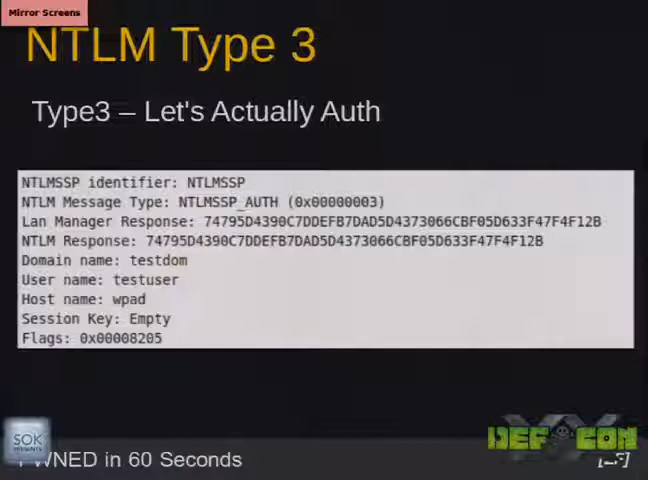 Mirror Screens
NTLM Type 3
Type3 – Let's Actually Auth
NTLMSSP identifier: NTLMSSP
NTLM Message Type: NTLMSSP_AUTH (0x00000003)
Lan Manager Response: 74795D4390C7DDEFB7DAD5D4373066CBF05D633F47F4F12B
NTLM Response: 74795D4390C7DDEFB7DAD5D4373066CBF05D633F47F4F12B
Domain name: testdom
User name: testuser
Host name: wpad
Session Key: Empty
Flags: 0x00008205
SOK
DEF CON
PWNED in 60 Seconds